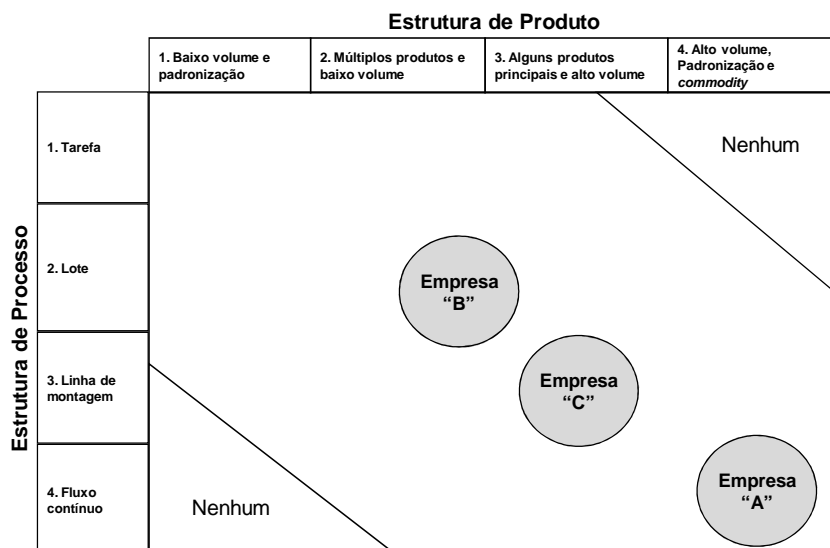 Estrutura de Produto
1. Baixo volume e
padronização
2. Múltiplos produtos e
baixo volume
3. Alguns produtos
principais e alto volume
4. Alto volume,
Padronização e
commodity
Estrutura de Processo
1. Tarefa
2. Lote
3. Linha de
montagem
4. Fluxo
contínuo
Nenhum
Empresa
“B”
Empresa
“C”
Empresa
“A”
Nenhum